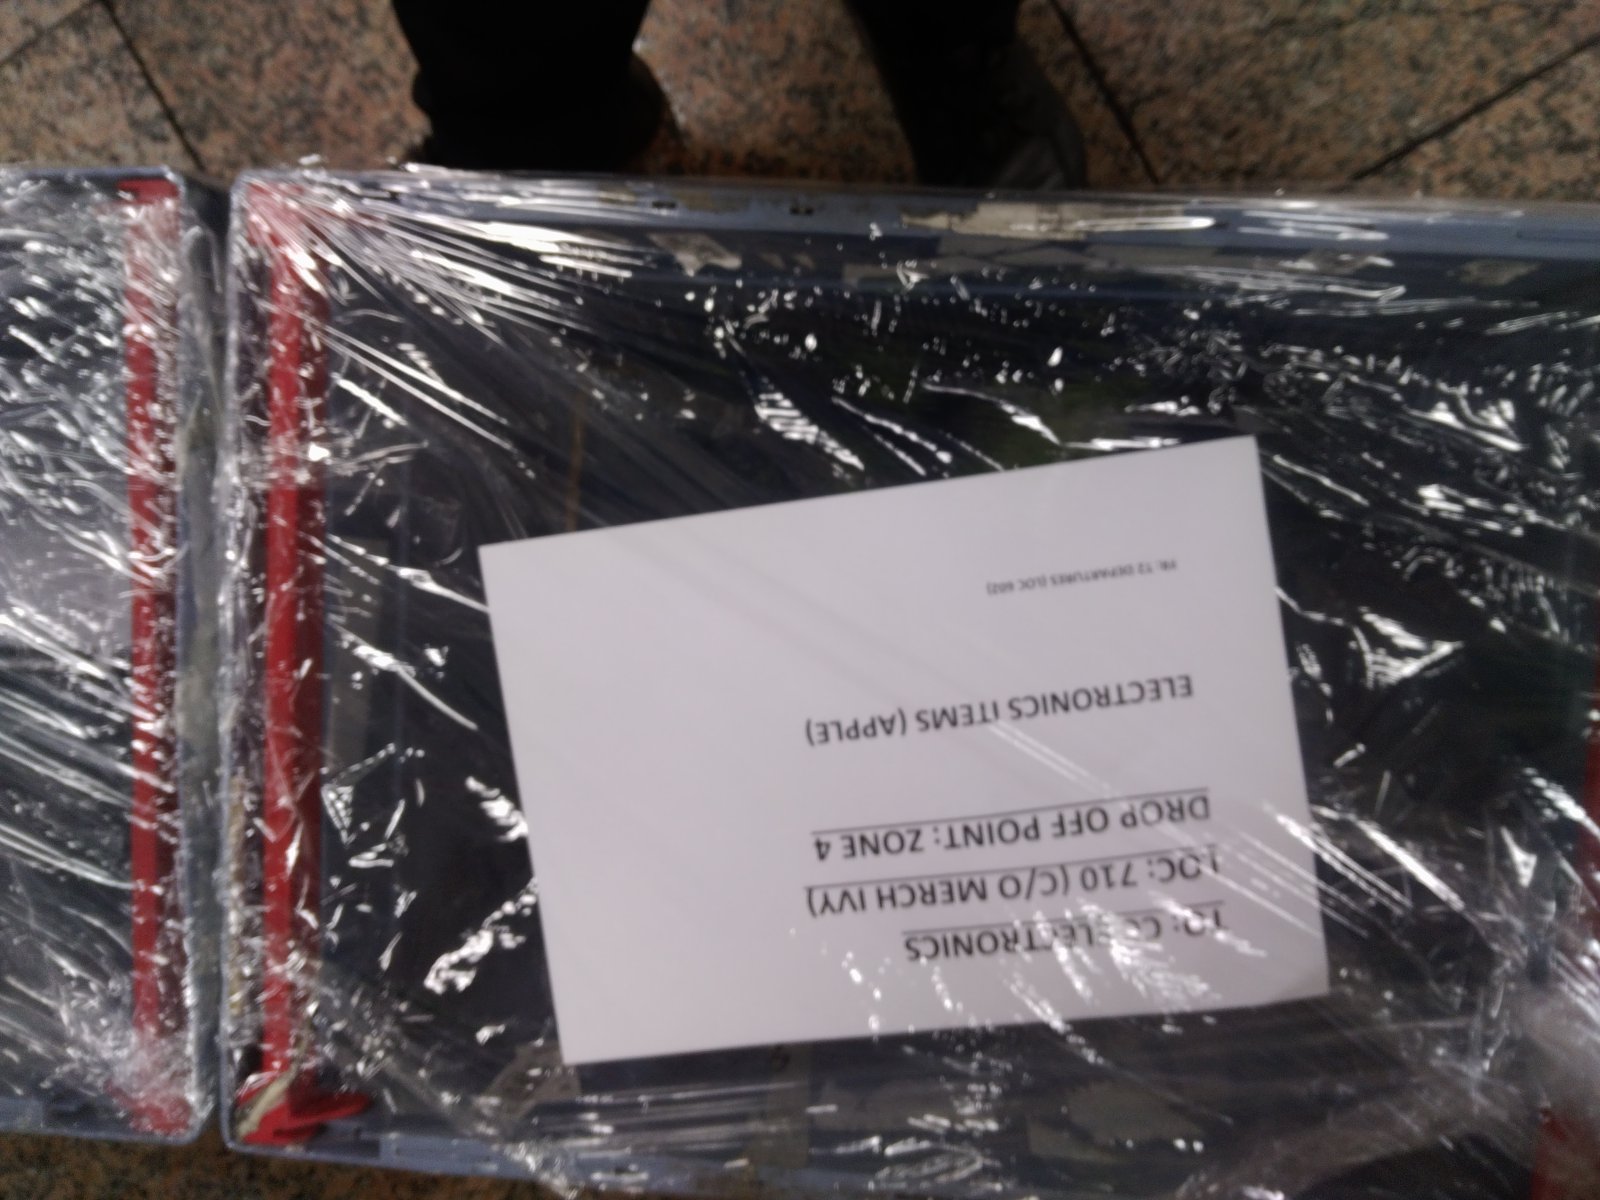 TO: CC ELECTRONICS
LOC: 710 (C/O MERCH IVY)
DROP OFF POINT: ZONE 4
ELECTRONICS ITEMS (APPLE)
FR: T2 DEPARTURES (LOC 602)